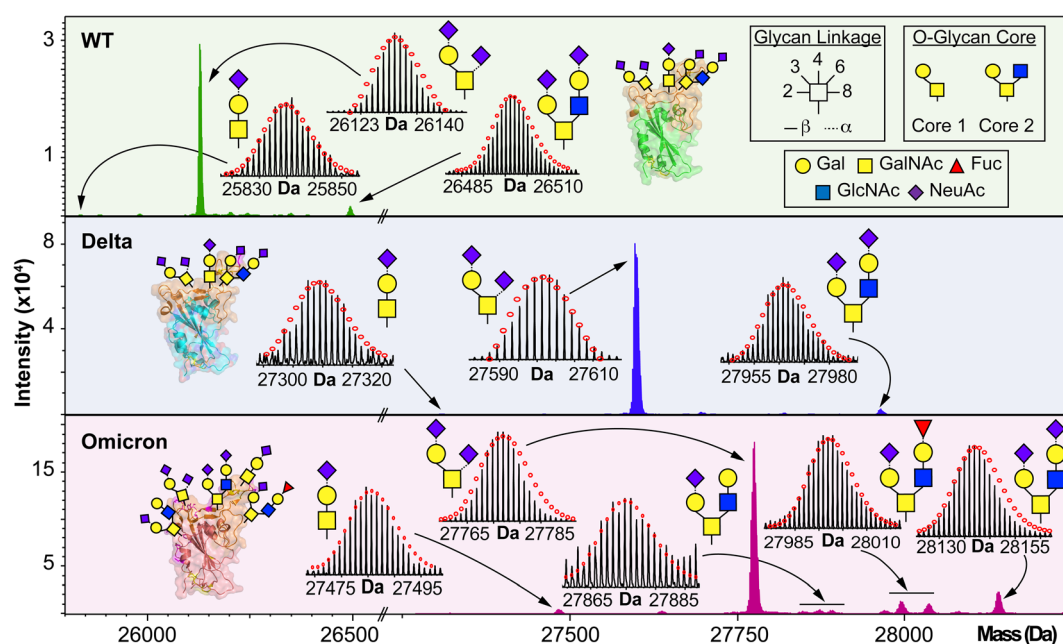 WT
3
1
25830 Da 25850
26123 Da 26140
26485 Da 26510
Glycan Linkage
3 4 6
2 8
β α
O-Glycan Core
Core 1 Core 2
Gal GalNAc Fuc
GlcNAc NeuAc
Intensity (x10⁴)
Delta
8
4
27300 Da 27320
27590 Da 27610
27955 Da 27980
Omicron
15
5
27475 Da 27495
27765 Da 27785
27865 Da 27885
27985 Da 28010
28130 Da 28155
26000 26500 27500 27750 28000 Mass (Da)